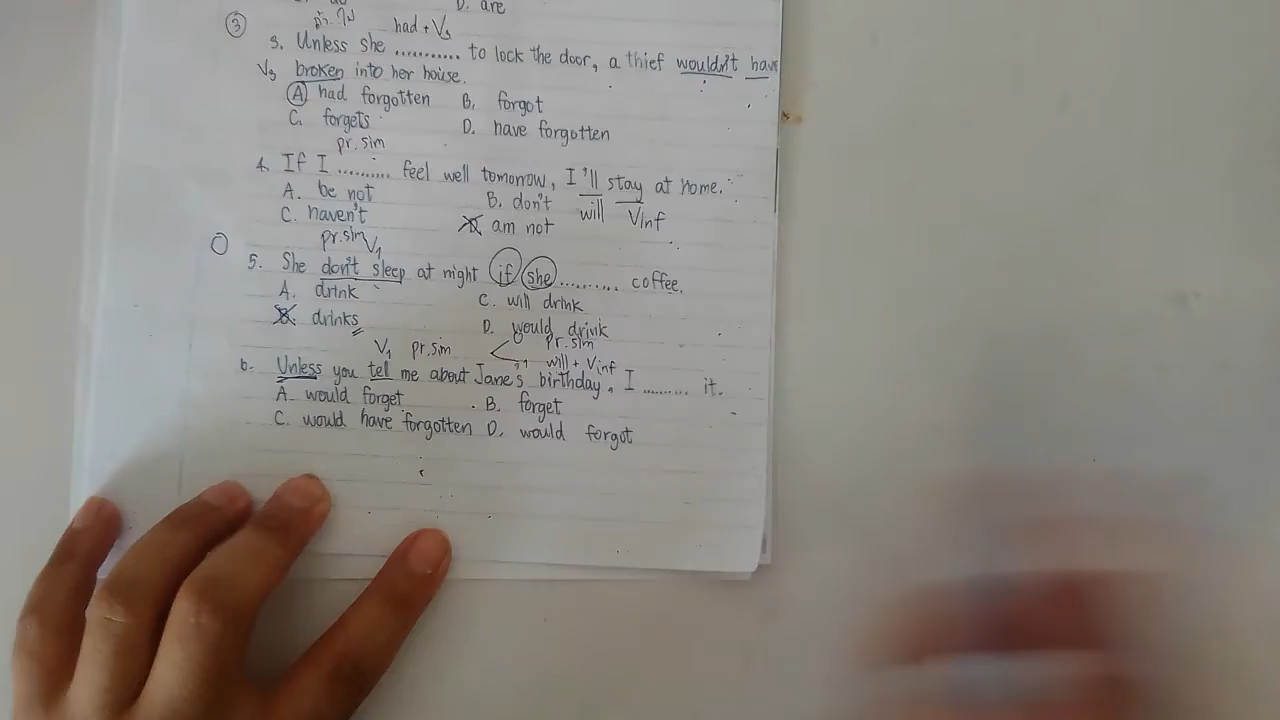 D. are
ถ้า..ไม่ had + V3
③ 3. Unless she ........... to lock the door, a thief wouldn't have
V3 broken into her house.
A had forgotten B. forgot
C. forgets D. have forgotten
pr.sim
4. If I .......... feel well tomorrow, I'll stay at home.
A. be not B. don't will Vinf
C. haven't D. am not
pr.sim V1
5. She don't sleep at night if she .......... coffee.
A. drink C. will drink
B. drinks D. would drink
V1 pr.sim pr.sim
will + Vinf
6. Unless you tell me about Jane's birthday, I ......... it.
A. would forget B. forget
C. would have forgotten D. would forgot